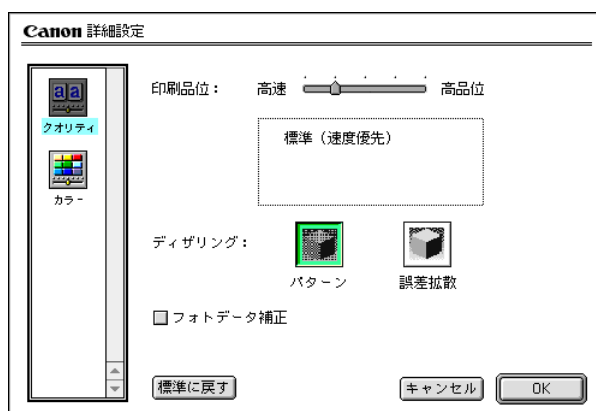 Canon 詳細設定
aa
クオリティ
カラー
印刷品位： 高速 高品位
標準（速度優先）
ディザリング：
パターン 誤差拡散
フォトデータ補正
標準に戻す キャンセル OK